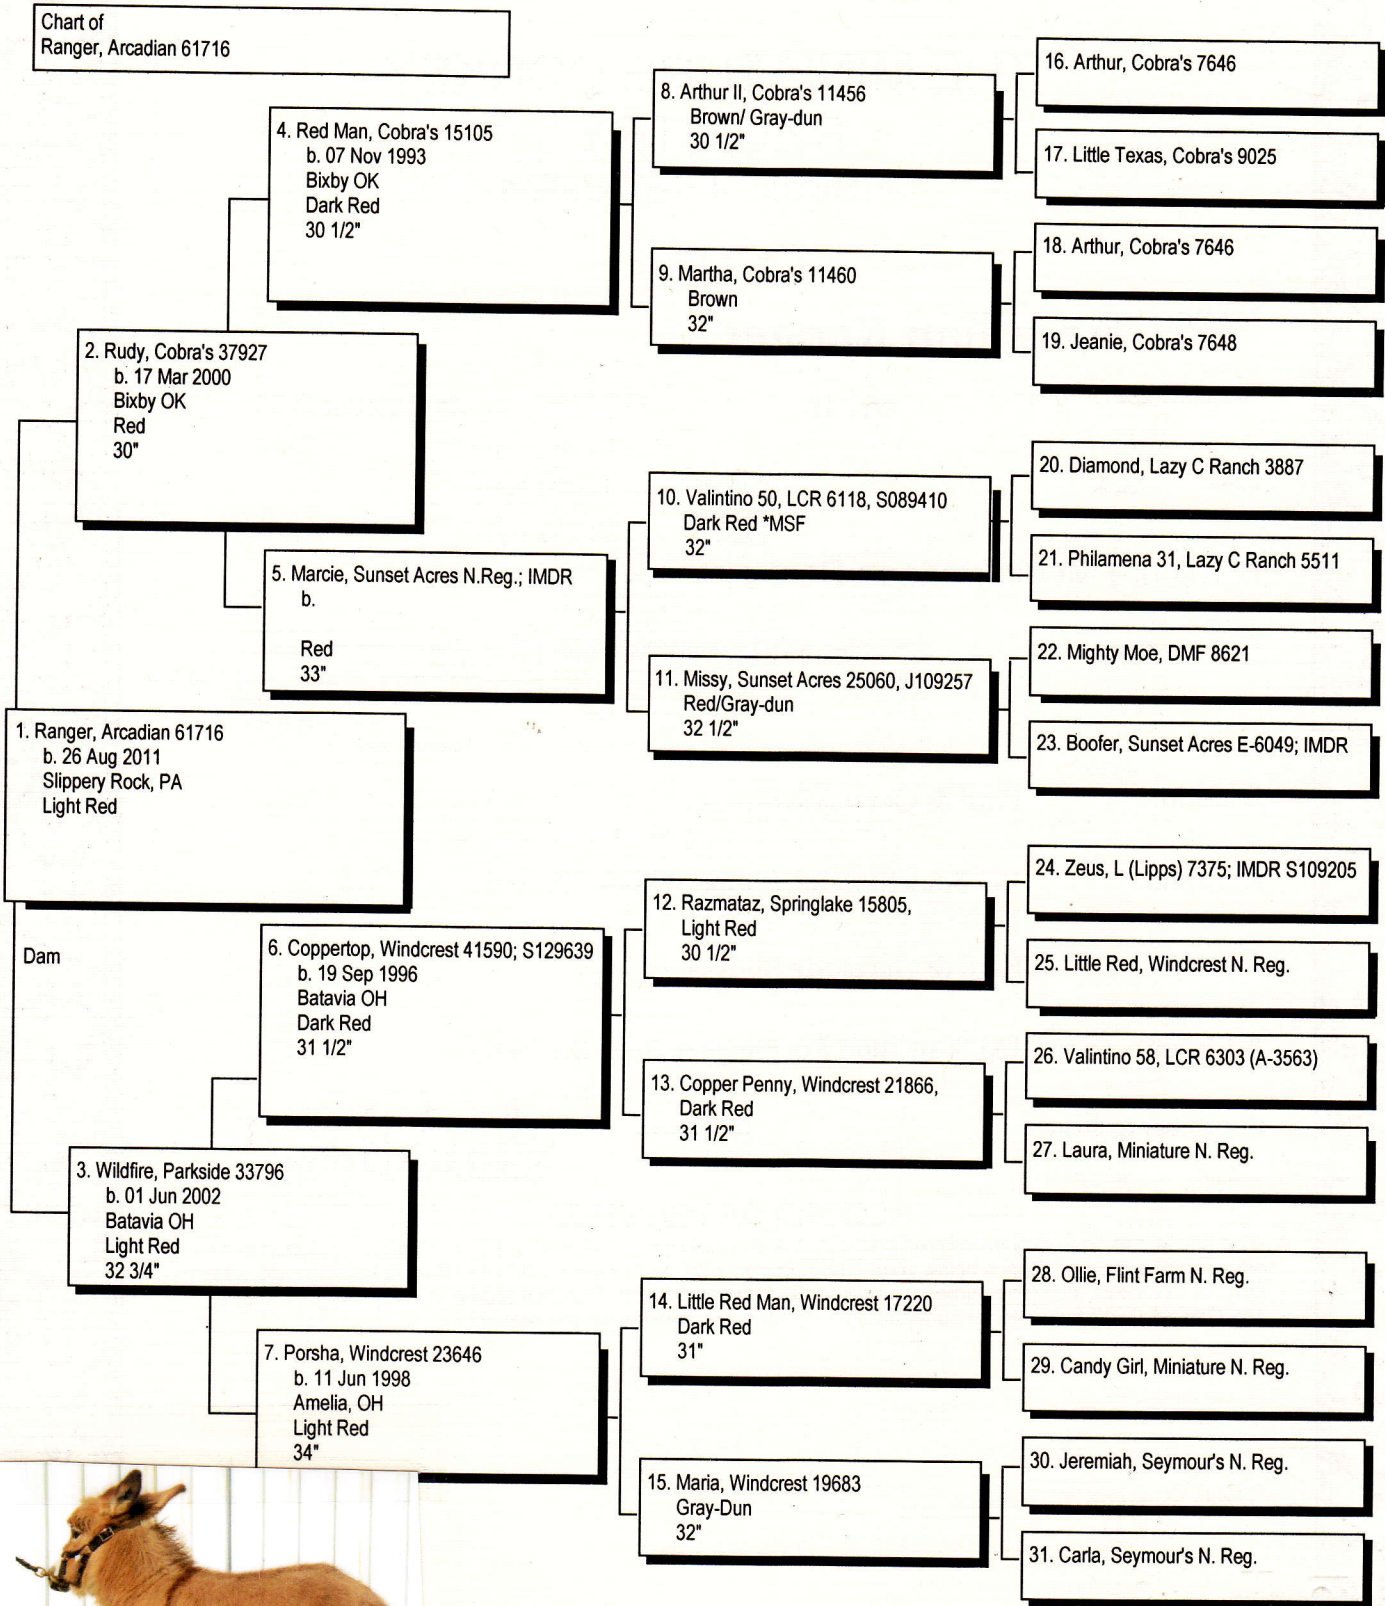 Chart of
Ranger, Arcadian 61716
1. Ranger, Arcadian 61716
b. 26 Aug 2011
Slippery Rock, PA
Light Red
Dam
2. Rudy, Cobra's 37927
b. 17 Mar 2000
Bixby OK
Red
30"
3. Wildfire, Parkside 33796
b. 01 Jun 2002
Batavia OH
Light Red
32 3/4"
4. Red Man, Cobra's 15105
b. 07 Nov 1993
Bixby OK
Dark Red
30 1/2"
5. Marcie, Sunset Acres N.Reg.; IMDR
b.
Red
33"
6. Coppertop, Windcrest 41590; S129639
b. 19 Sep 1996
Batavia OH
Dark Red
31 1/2"
7. Porsha, Windcrest 23646
b. 11 Jun 1998
Amelia, OH
Light Red
34"
8. Arthur II, Cobra's 11456
Brown/ Gray-dun
30 1/2"
9. Martha, Cobra's 11460
Brown
32"
10. Valintino 50, LCR 6118, S089410
Dark Red *MSF
32"
11. Missy, Sunset Acres 25060, J109257
Red/Gray-dun
32 1/2"
12. Razmataz, Springlake 15805,
Light Red
30 1/2"
13. Copper Penny, Windcrest 21866,
Dark Red
31 1/2"
14. Little Red Man, Windcrest 17220
Dark Red
31"
15. Maria, Windcrest 19683
Gray-Dun
32"
16. Arthur, Cobra's 7646
17. Little Texas, Cobra's 9025
18. Arthur, Cobra's 7646
19. Jeanie, Cobra's 7648
20. Diamond, Lazy C Ranch 3887
21. Philamena 31, Lazy C Ranch 5511
22. Mighty Moe, DMF 8621
23. Boofer, Sunset Acres E-6049; IMDR
24. Zeus, L (Lipps) 7375; IMDR S109205
25. Little Red, Windcrest N. Reg.
26. Valintino 58, LCR 6303 (A-3563)
27. Laura, Miniature N. Reg.
28. Ollie, Flint Farm N. Reg.
29. Candy Girl, Miniature N. Reg.
30. Jeremiah, Seymour's N. Reg.
31. Carla, Seymour's N. Reg.